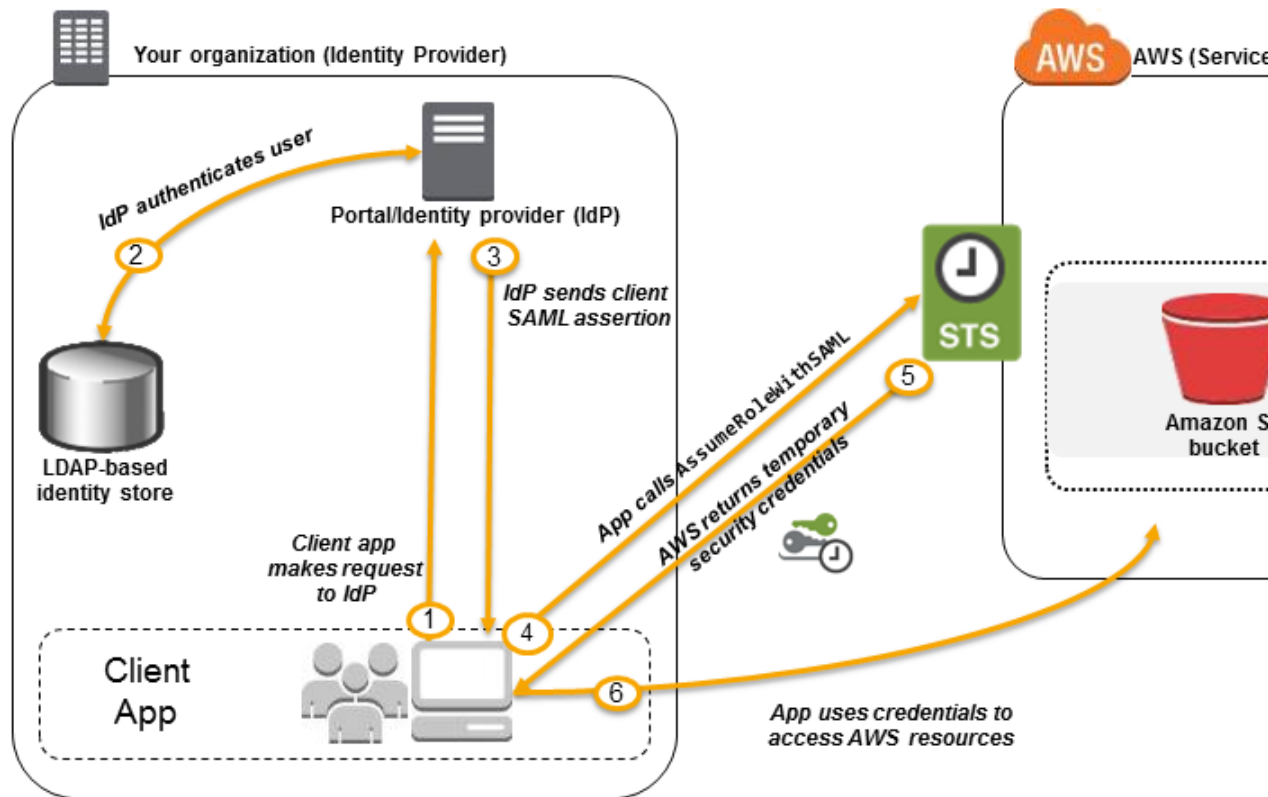 Your organization (Identity Provider)
AWS
AWS (Service
IdP authenticates user
Portal/Identity provider (IdP)
2
3
IdP sends client
SAML assertion
STS
5
LDAP-based
identity store
Amazon S
bucket
App calls AssumeRoleWithSAML
AWS returns temporary
security credentials
Client app
makes request
to IdP
1
4
Client
App
6
App uses credentials to
access AWS resources